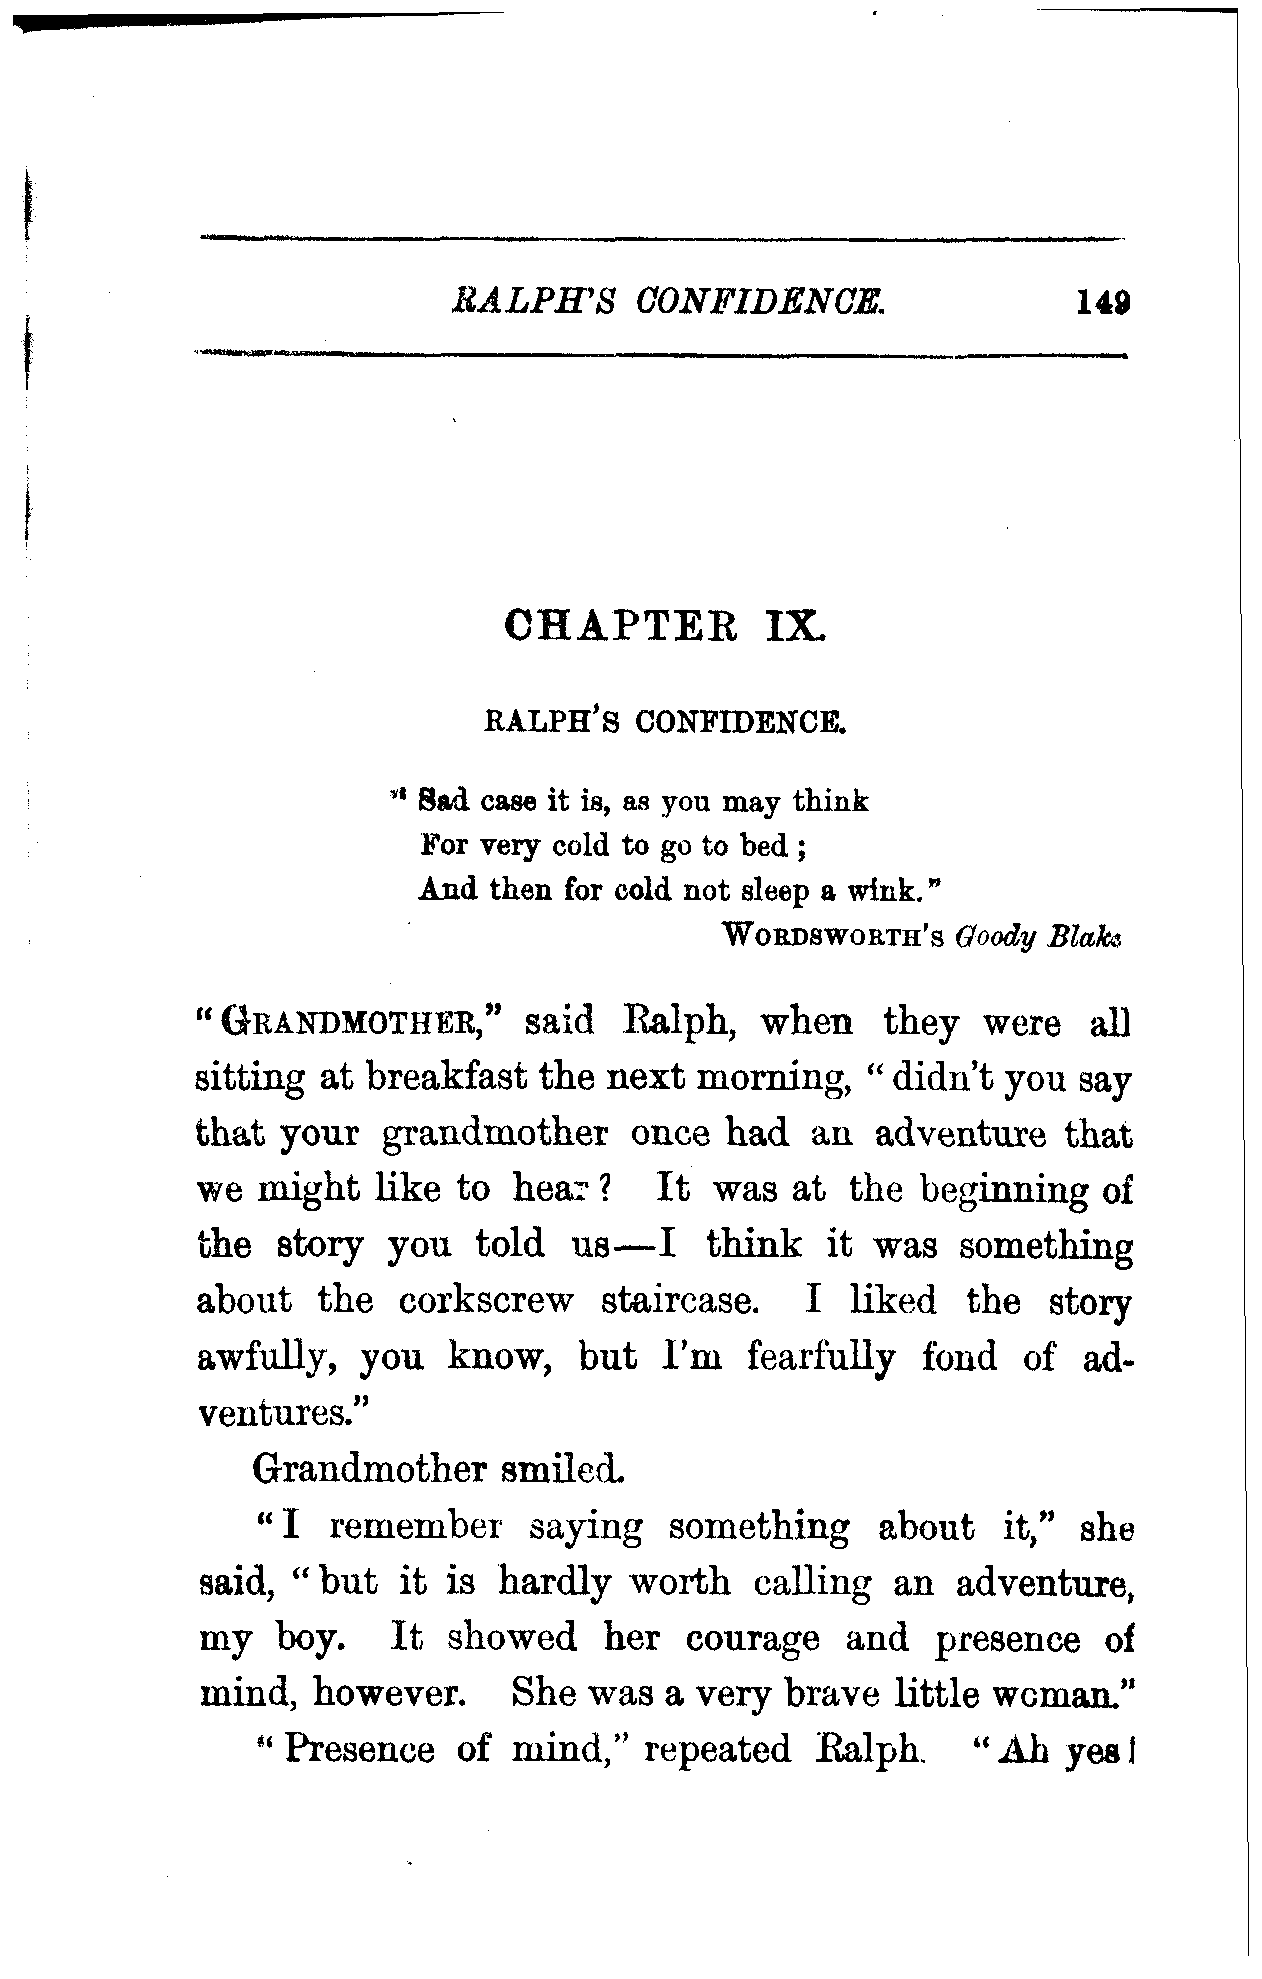 RALPH'S CONFIDENCE. 149
CHAPTER IX.
RALPH'S CONFIDENCE.
"Sad case it is, as you may think
For very cold to go to bed ;
And then for cold not sleep a wink."
WORDSWORTH'S Goody Blake
"GRANDMOTHER," said Ralph, when they were all
sitting at breakfast the next morning, "didn't you say
that your grandmother once had an adventure that
we might like to hear? It was at the beginning of
the story you told us—I think it was something
about the corkscrew staircase. I liked the story
awfully, you know, but I'm fearfully fond of ad-
ventures."
Grandmother smiled.
"I remember saying something about it," she
said, "but it is hardly worth calling an adventure,
my boy. It showed her courage and presence of
mind, however. She was a very brave little woman."
"Presence of mind," repeated Ralph. "Ah yes!